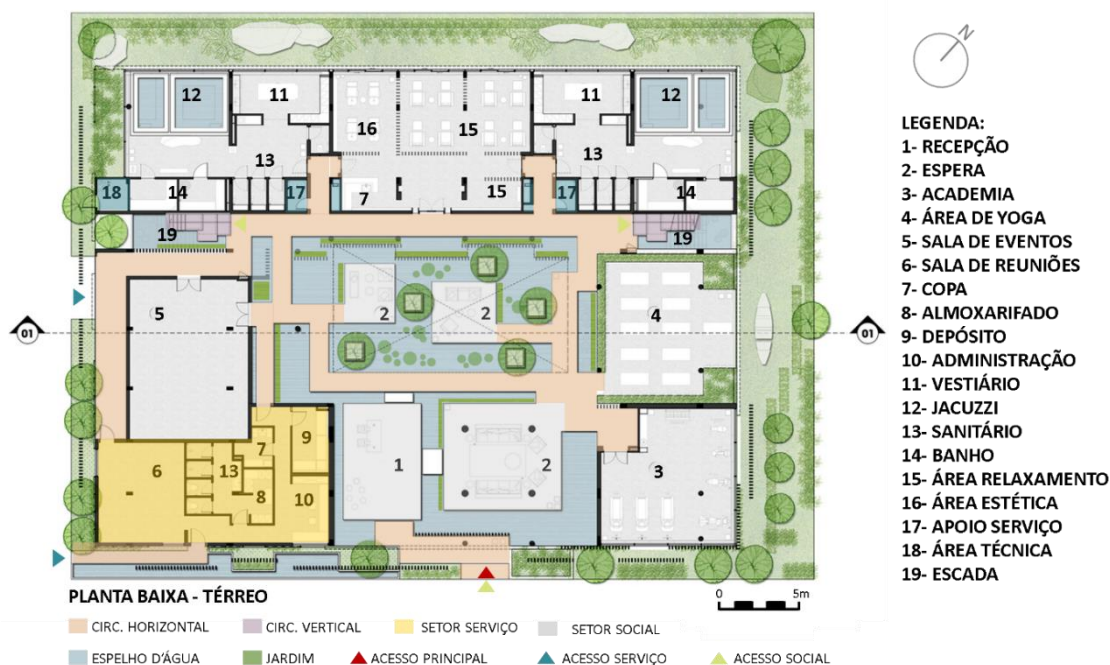 N
12
11
11
12
16
15
13
13
18
14
17
7
15
17
14
19
19
5
2
2
4
01
01
6
13
7
9
8
10
1
2
3
LEGENDA:
1- RECEPÇÃO
2- ESPERA
3- ACADEMIA
4- ÁREA DE YOGA
5- SALA DE EVENTOS
6- SALA DE REUNIÕES
7- COPA
8- ALMOXARIFADO
9- DEPÓSITO
10- ADMINISTRAÇÃO
11- VESTIÁRIO
12- JACUZZI
13- SANITÁRIO
14- BANHO
15- ÁREA RELAXAMENTO
16- ÁREA ESTÉTICA
17- APOIO SERVIÇO
18- ÁREA TÉCNICA
19- ESCADA
PLANTA BAIXA - TÉRREO
0 5m
CIRC. HORIZONTAL CIRC. VERTICAL SETOR SERVIÇO SETOR SOCIAL
ESPELHO D'ÁGUA JARDIM ACESSO PRINCIPAL ACESSO SERVIÇO ACESSO SOCIAL